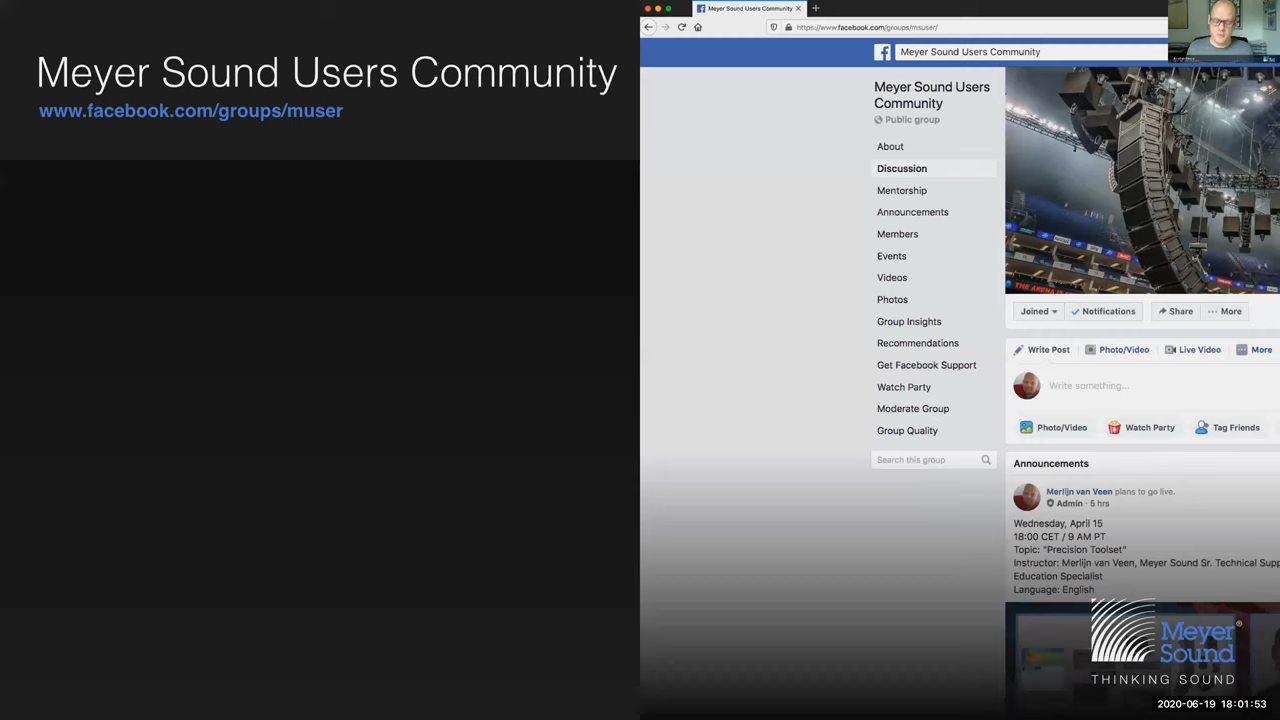 Meyer Sound Users Community
www.facebook.com/groups/muser
Meyer Sound Users Community
https://www.facebook.com/groups/msuser/
Meyer Sound Users Community
Meyer Sound Users
Community
Public group
About
Discussion
Mentorship
Announcements
Members
Events
Videos
Photos
Group Insights
Recommendations
Get Facebook Support
Watch Party
Moderate Group
Group Quality
Search this group
THE ARENA IS
Joined
Notifications
Share
More
Write Post
Photo/Video
Live Video
More
Write something...
Photo/Video
Watch Party
Tag Friends
Announcements
Merlijn van Veen plans to go live.
Admin · 5 hrs
Wednesday, April 15
18:00 CET / 9 AM PT
Topic: "Precision Toolset"
Instructor: Merlijn van Veen, Meyer Sound Sr. Technical Supp
Education Specialist
Language: English
Meyer
Sound®
THINKING SOUND
2020-06-19 18:01:53